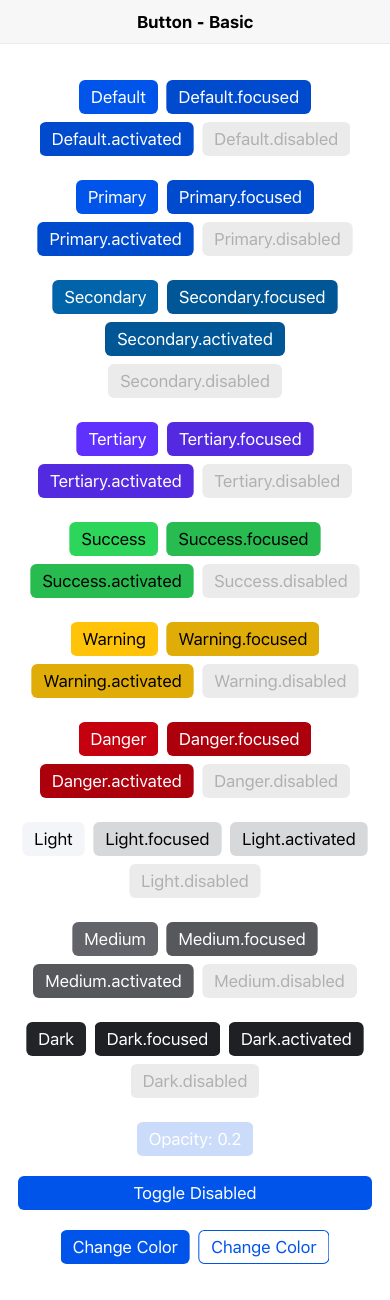 Button - Basic
Default Default.focused
Default.activated Default.disabled
Primary Primary.focused
Primary.activated Primary.disabled
Secondary Secondary.focused
Secondary.activated
Secondary.disabled
Tertiary Tertiary.focused
Tertiary.activated Tertiary.disabled
Success Success.focused
Success.activated Success.disabled
Warning Warning.focused
Warning.activated Warning.disabled
Danger Danger.focused
Danger.activated Danger.disabled
Light Light.focused Light.activated
Light.disabled
Medium Medium.focused
Medium.activated Medium.disabled
Dark Dark.focused Dark.activated
Dark.disabled
Opacity: 0.2
Toggle Disabled
Change Color Change Color